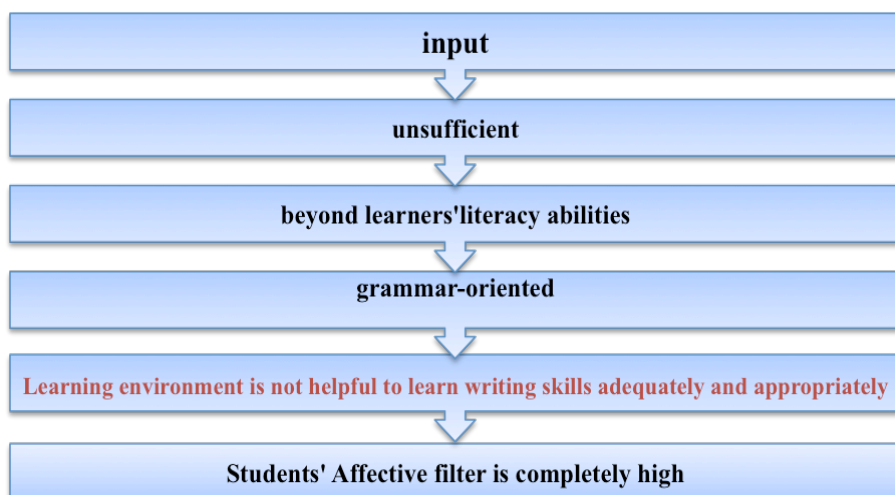 input
unsufficient
beyond learners'literacy abilities
grammar-oriented
Learning environment is not helpful to learn writing skills adequately and appropriately
Students' Affective filter is completely high